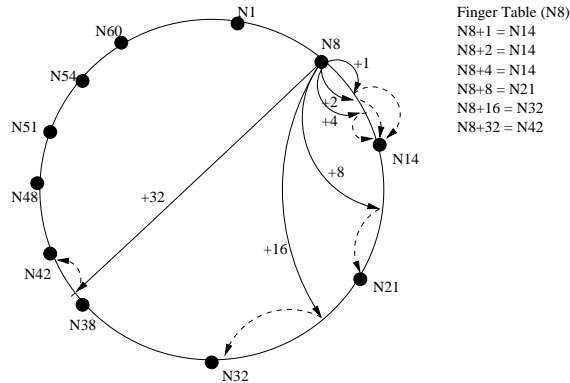 N1
N60
N8
N54
+1
+2
+4
N51
N14
+8
N48
+32
+16
N42
N21
N38
N32
Finger Table (N8)
N8+1 = N14
N8+2 = N14
N8+4 = N14
N8+8 = N21
N8+16 = N32
N8+32 = N42